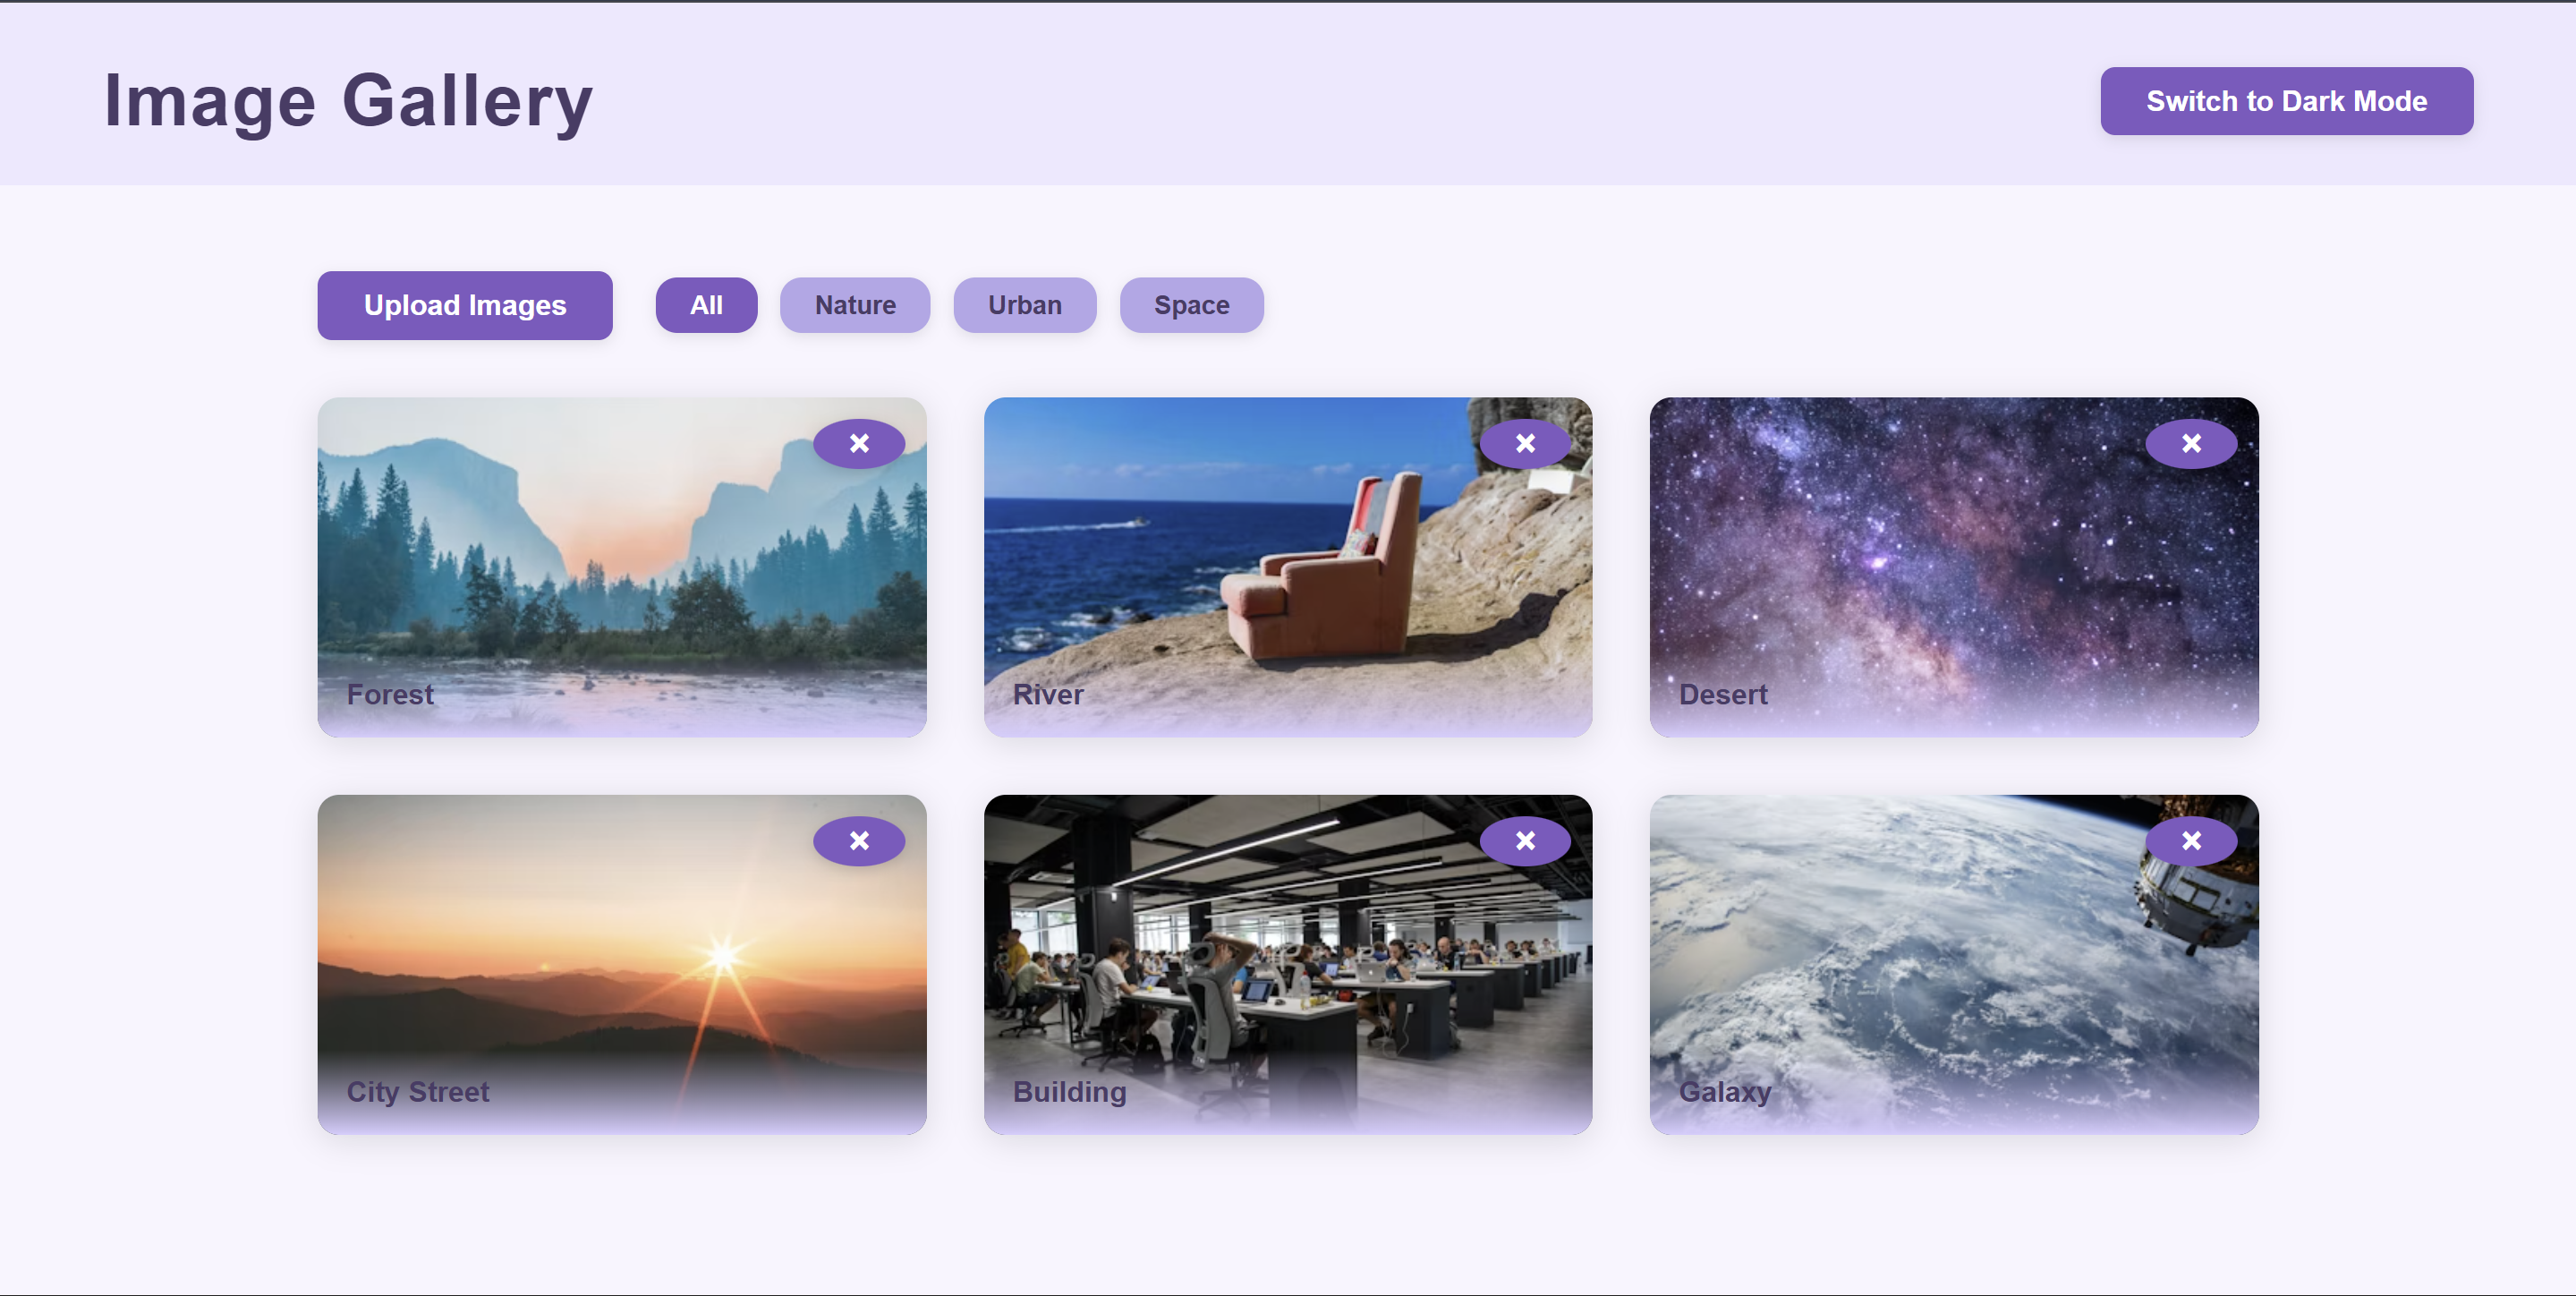 Image Gallery
Switch to Dark Mode
Upload Images
All
Nature
Urban
Space
×
×
×
Forest
River
Desert
×
×
×
City Street
Building
Galaxy